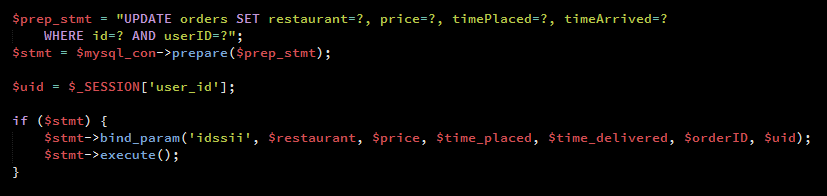 $prep_stmt = "UPDATE orders SET restaurant=?, price=?, timePlaced=?, timeArrived=?
WHERE id=? AND userID=?";
$stmt = $mysql_con->prepare($prep_stmt);
$uid = $_SESSION['user_id'];
if ($stmt) {
$stmt->bind_param('idssii', $restaurant, $price, $time_placed, $time_delivered, $orderID, $uid);
$stmt->execute();
}